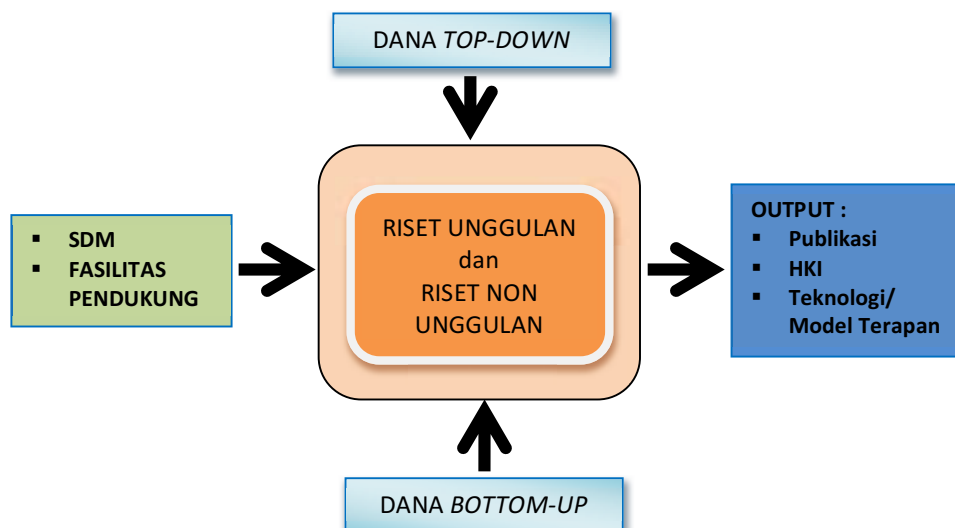 DANA TOP-DOWN
▪ SDM
▪ FASILITAS
PENDUKUNG
RISET UNGGULAN
dan
RISET NON
UNGGULAN
OUTPUT :
▪ Publikasi
▪ HKI
▪ Teknologi/
Model Terapan
DANA BOTTOM-UP